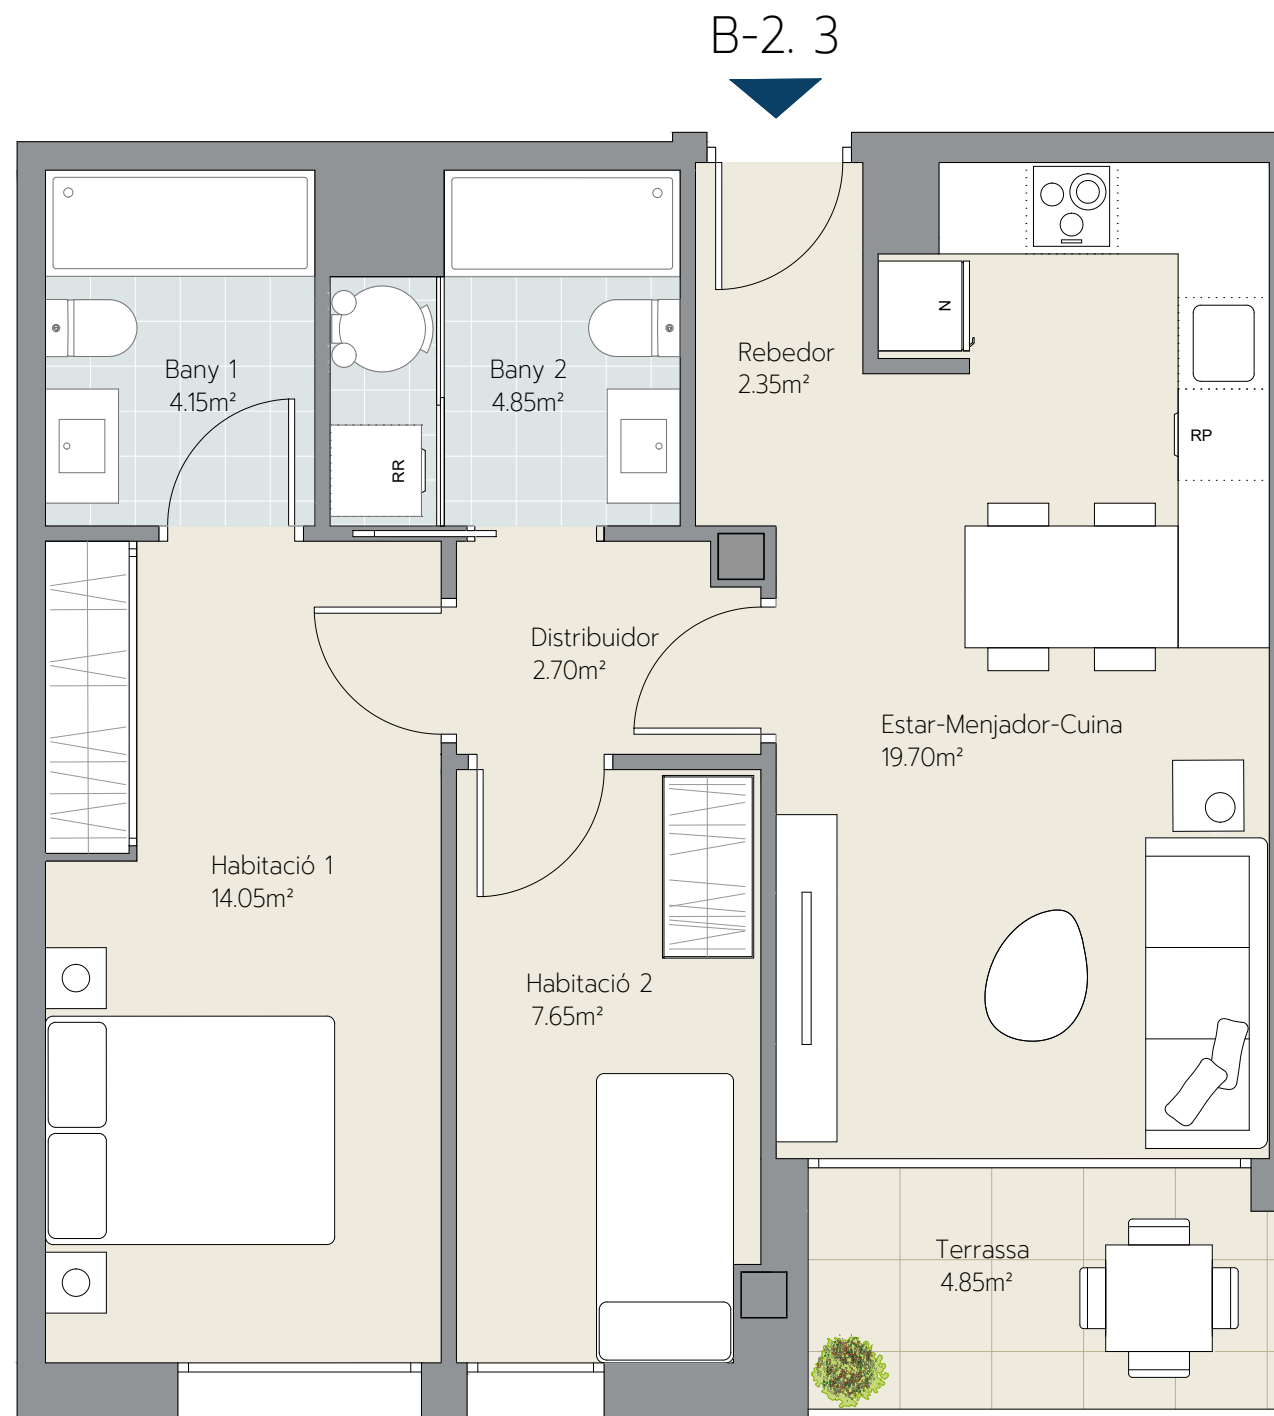 B-2. 3
Rebedor
2.35m²
N
Bany 1
4.15m²
Bany 2
4.85m²
RP
RR
Distribuidor
2.70m²
Estar-Menjador-Cuina
19.70m²
Habitació 1
14.05m²
Habitació 2
7.65m²
Terrassa
4.85m²